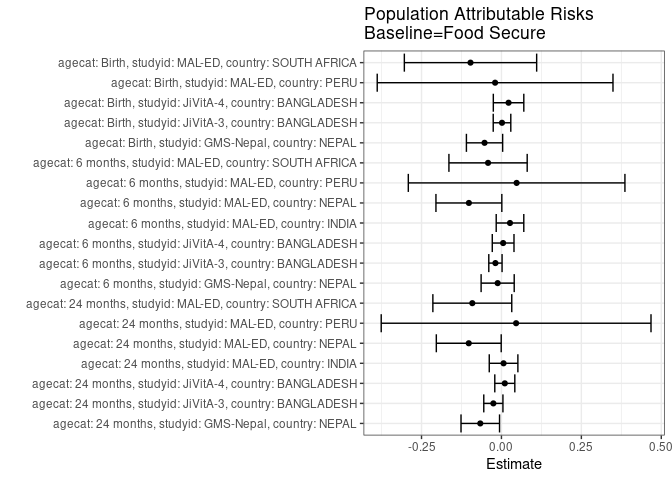 Population Attributable Risks
Baseline=Food Secure
agecat: Birth, studyid: MAL-ED, country: SOUTH AFRICA
agecat: Birth, studyid: MAL-ED, country: PERU
agecat: Birth, studyid: JiVitA-4, country: BANGLADESH
agecat: Birth, studyid: JiVitA-3, country: BANGLADESH
agecat: Birth, studyid: GMS-Nepal, country: NEPAL
agecat: 6 months, studyid: MAL-ED, country: SOUTH AFRICA
agecat: 6 months, studyid: MAL-ED, country: PERU
agecat: 6 months, studyid: MAL-ED, country: NEPAL
agecat: 6 months, studyid: MAL-ED, country: INDIA
agecat: 6 months, studyid: JiVitA-4, country: BANGLADESH
agecat: 6 months, studyid: JiVitA-3, country: BANGLADESH
agecat: 6 months, studyid: GMS-Nepal, country: NEPAL
agecat: 24 months, studyid: MAL-ED, country: SOUTH AFRICA
agecat: 24 months, studyid: MAL-ED, country: PERU
agecat: 24 months, studyid: MAL-ED, country: NEPAL
agecat: 24 months, studyid: MAL-ED, country: INDIA
agecat: 24 months, studyid: JiVitA-4, country: BANGLADESH
agecat: 24 months, studyid: JiVitA-3, country: BANGLADESH
agecat: 24 months, studyid: GMS-Nepal, country: NEPAL
-0.25 0.00 0.25 0.50
Estimate